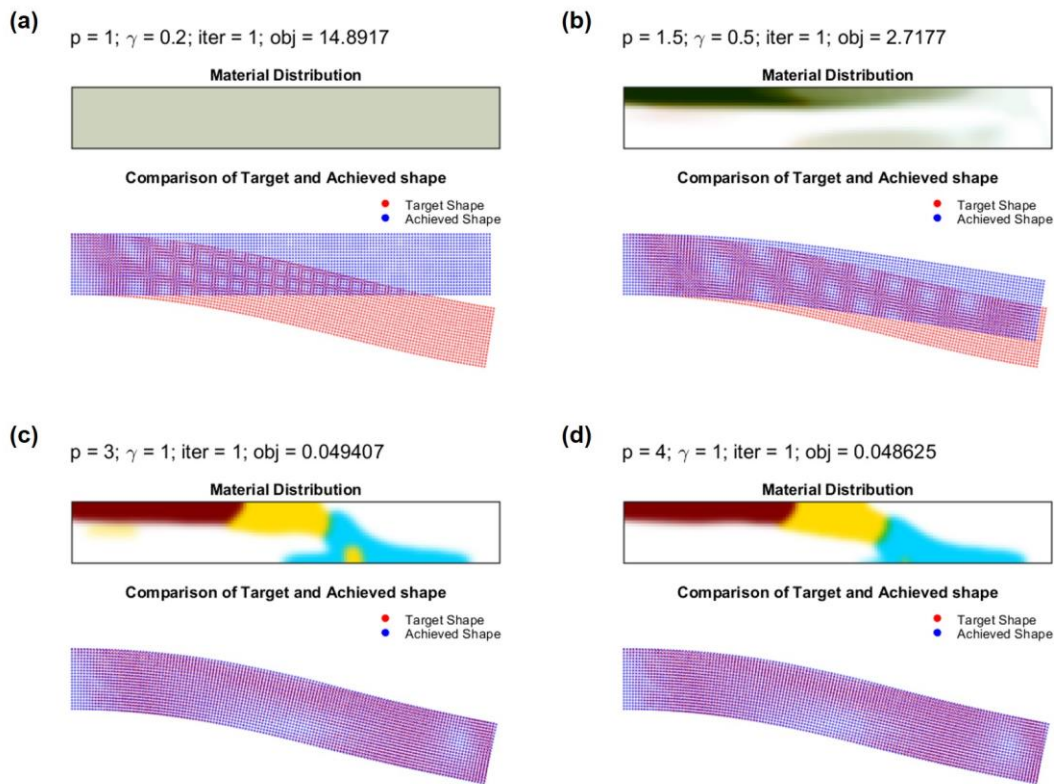 (a)
p = 1; γ = 0.2; iter = 1; obj = 14.8917
Material Distribution
Comparison of Target and Achieved shape
Target Shape
Achieved Shape
(b)
p = 1.5; γ = 0.5; iter = 1; obj = 2.7177
Material Distribution
Comparison of Target and Achieved shape
Target Shape
Achieved Shape
(c)
p = 3; γ = 1; iter = 1; obj = 0.049407
Material Distribution
Comparison of Target and Achieved shape
Target Shape
Achieved Shape
(d)
p = 4; γ = 1; iter = 1; obj = 0.048625
Material Distribution
Comparison of Target and Achieved shape
Target Shape
Achieved Shape